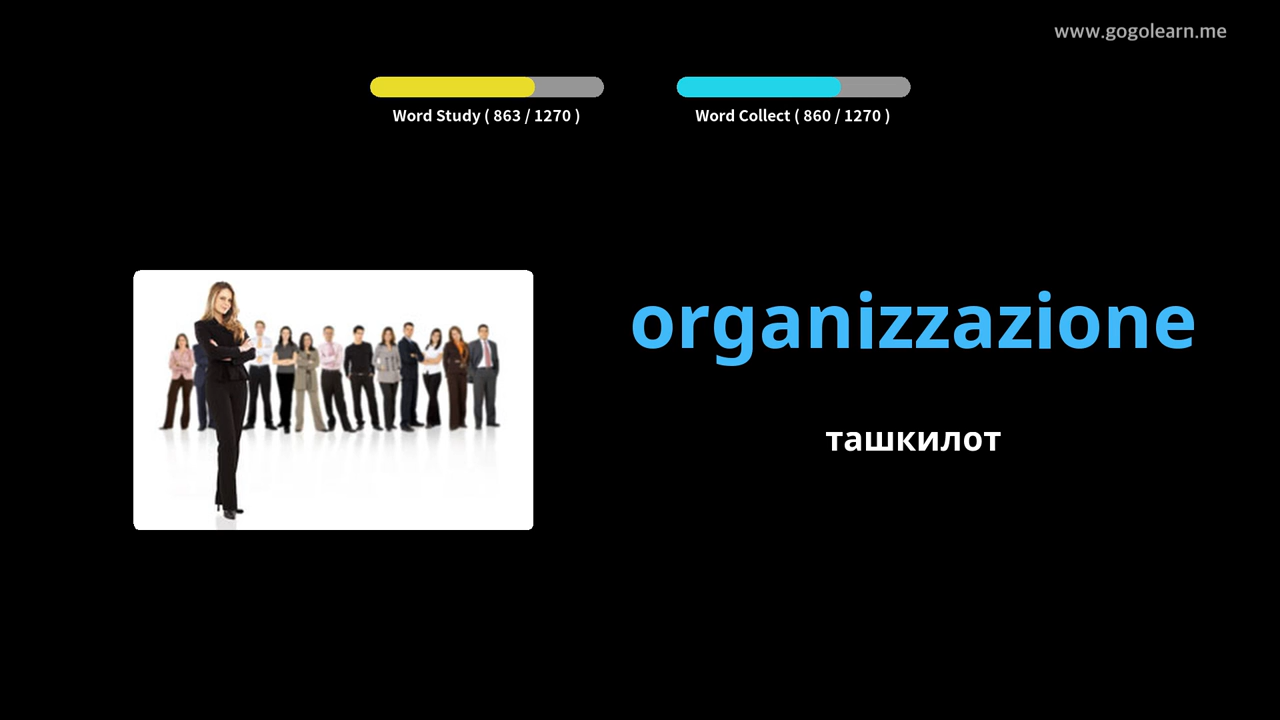 www.gogolearn.me
Word Study ( 863 / 1270 )
Word Collect ( 860 / 1270 )
organizzazione
ташкилот